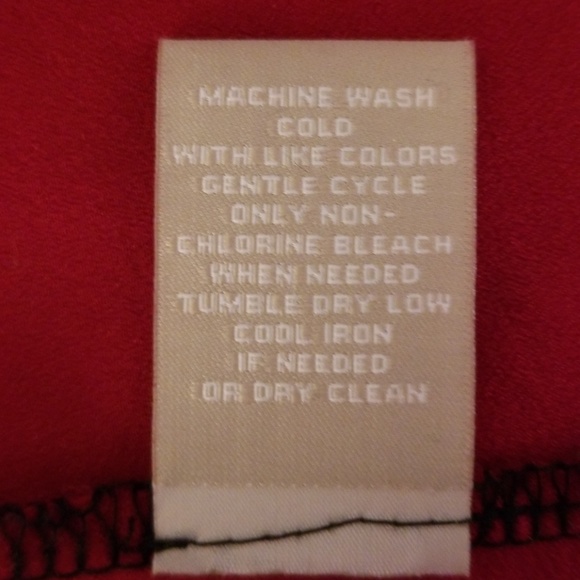 MACHINE WASH
COLD
WITH LIKE COLORS
GENTLE CYCLE
ONLY NON-
CHLORINE BLEACH
WHEN NEEDED
TUMBLE DRY LOW
COOL IRON
IF NEEDED
OR DRY CLEAN